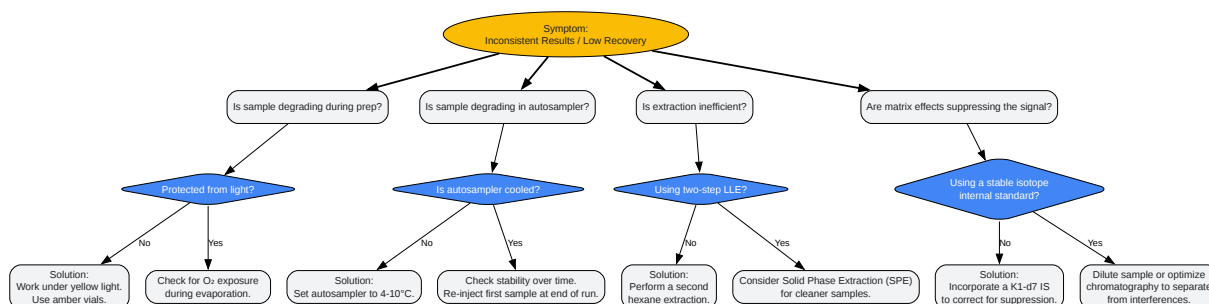 Symptom:
Inconsistent Results / Low Recovery
Is sample degrading during prep?
Is sample degrading in autosampler?
Is extraction inefficient?
Are matrix effects suppressing the signal?
Protected from light?
Is autosampler cooled?
Using two-step LLE?
Using a stable isotope
internal standard?
No
Yes
No
Yes
No
Yes
No
Yes
Solution:
Work under yellow light.
Use amber vials.
Check for O₂ exposure
during evaporation.
Solution:
Set autosampler to 4-10°C.
Check stability over time.
Re-inject first sample at end of run.
Solution:
Perform a second
hexane extraction.
Consider Solid Phase Extraction (SPE)
for cleaner samples.
Solution:
Incorporate a K1-d7 IS
to correct for suppression.
Dilute sample or optimize
chromatography to separate
from interferences.